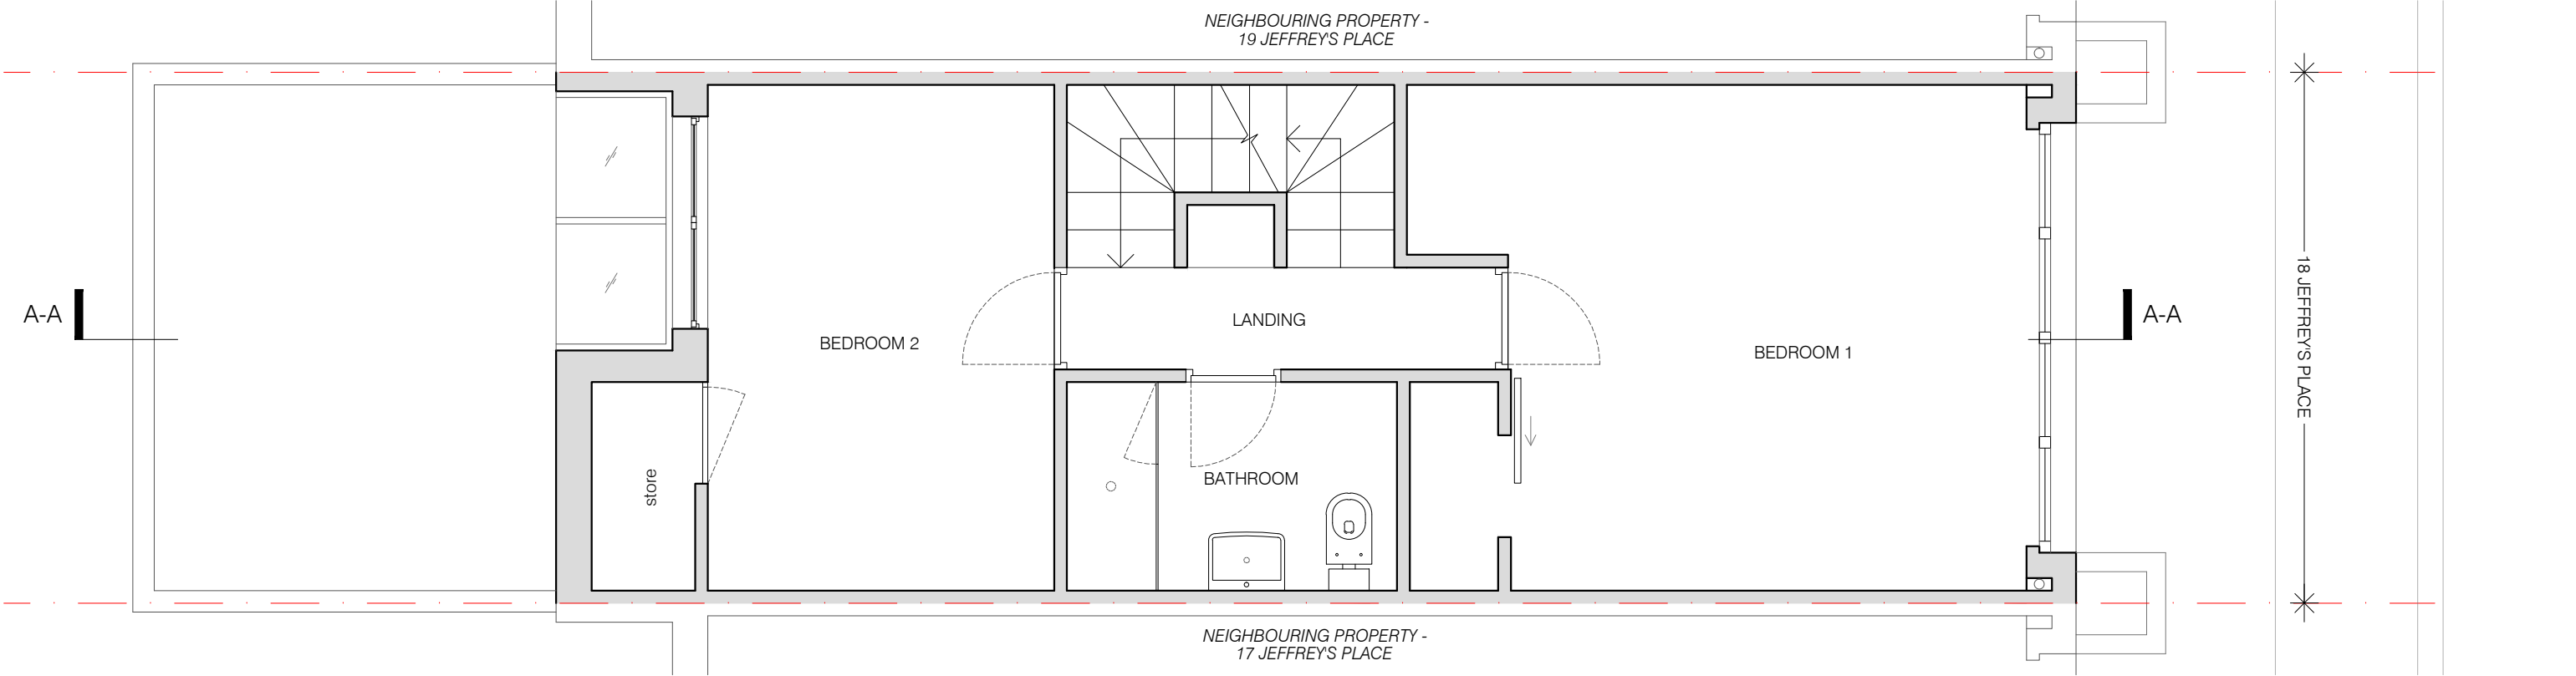 NEIGHBOURING PROPERTY -
19 JEFFREY'S PLACE
A-A
BEDROOM 2
LANDING
BEDROOM 1
A-A
18 JEFFREY'S PLACE
store
BATHROOM
NEIGHBOURING PROPERTY -
17 JEFFREY'S PLACE